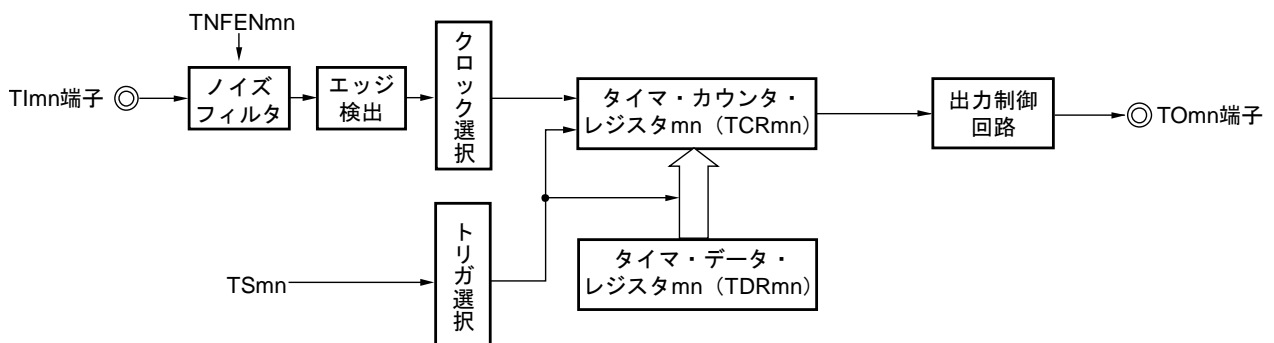 TNFENmn
TImn端子
ノイズ
フィルタ
エッジ
検出
クロック選択
タイマ・カウンタ・
レジスタmn（TCRmn）
出力制御
回路
TOmn端子
TSmn
トリガ選択
タイマ・データ・
レジスタmn（TDRmn）